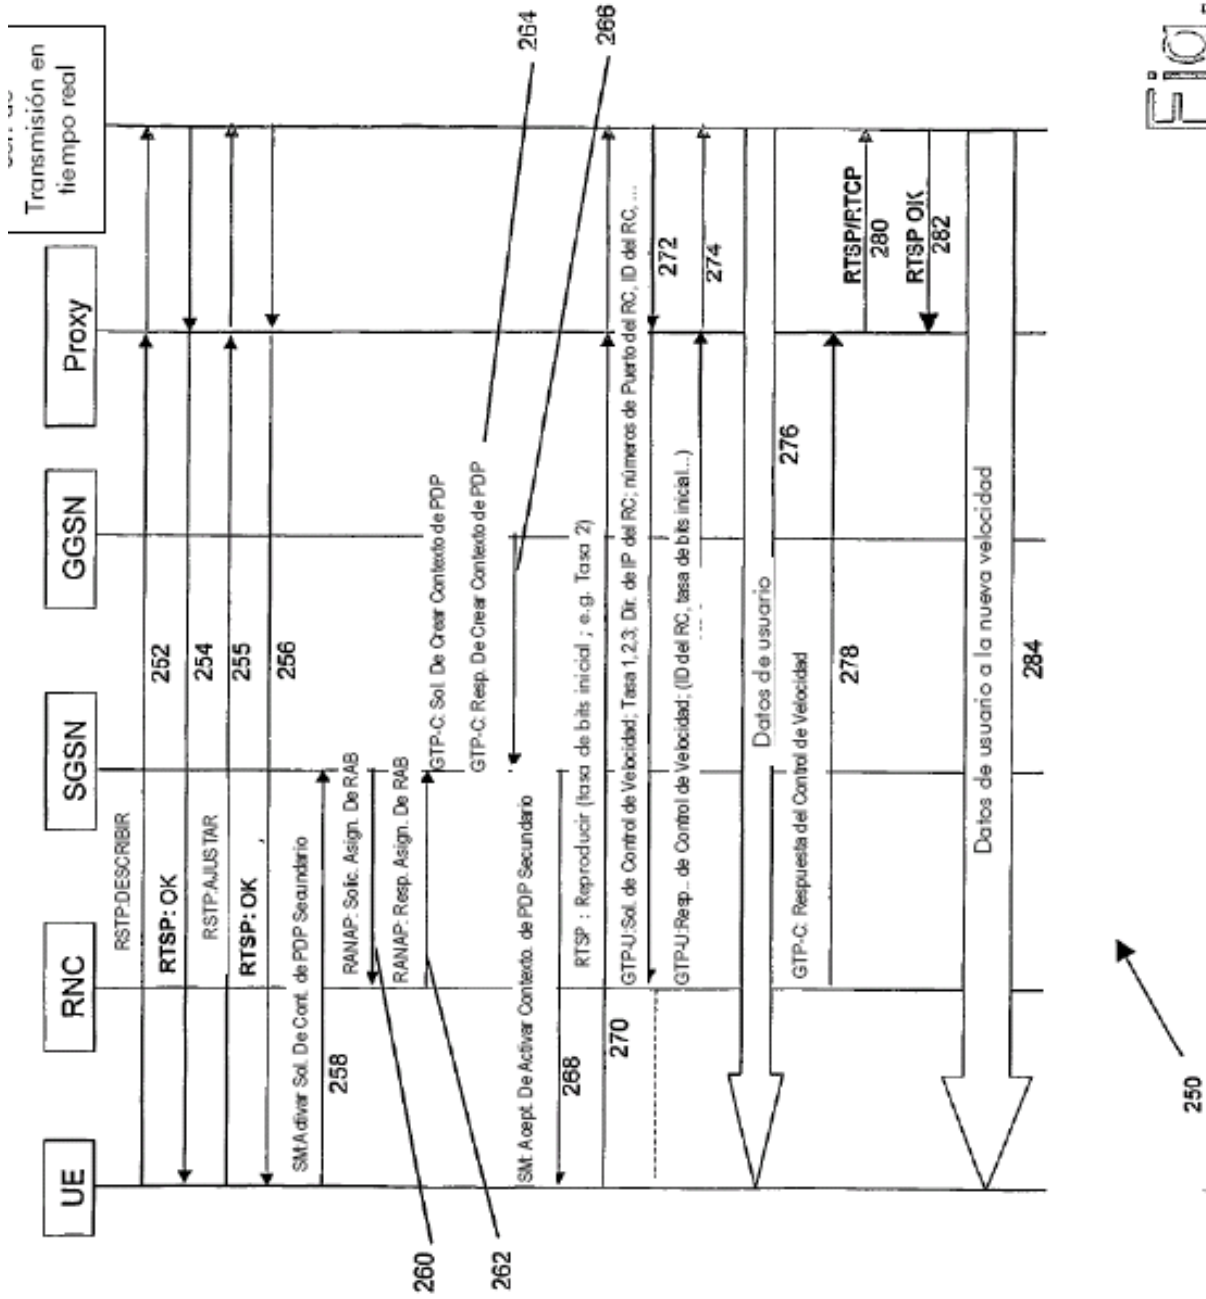 UE
RNC
SGSN
GGSN
Proxy
Transmisión en
tiempo real
RSTP:DESCRIBIR
252
RTSP: OK
254
RSTP:AJUSTAR
255
RTSP: OK
256
SM:Activar Sol. De Cont. de PDP Secundario
258
RANAP: Solic. Asign. De RAB
260
RANAP: Resp. Asign. De RAB
262
GTP-C: Sol. De Crear Contexto de PDP
264
GTP-C: Resp. De Crear Contexto de PDP
266
SM: Acept. De Activar Contexto. de PDP Secundario
268
RTSP : Reproducir (tasa de bits inicial ; e.g. Tasa 2)
270
GTP-U:Sol. de Control de Velocidad; Tasa 1,2,3; Dir. de IP del RC; números de Puerto del RC, ID del RC, ...
272
GTP-U:Resp.. de Control de Velocidad; (ID del RC, tasa de bits inicial...)
274
Datos de usuario
276
GTP-C: Respuesta del Control de Velocidad
278
RTSP/RTCP
280
RTSP OK
282
Datos de usuario a la nueva velocidad
284
250
Fig.